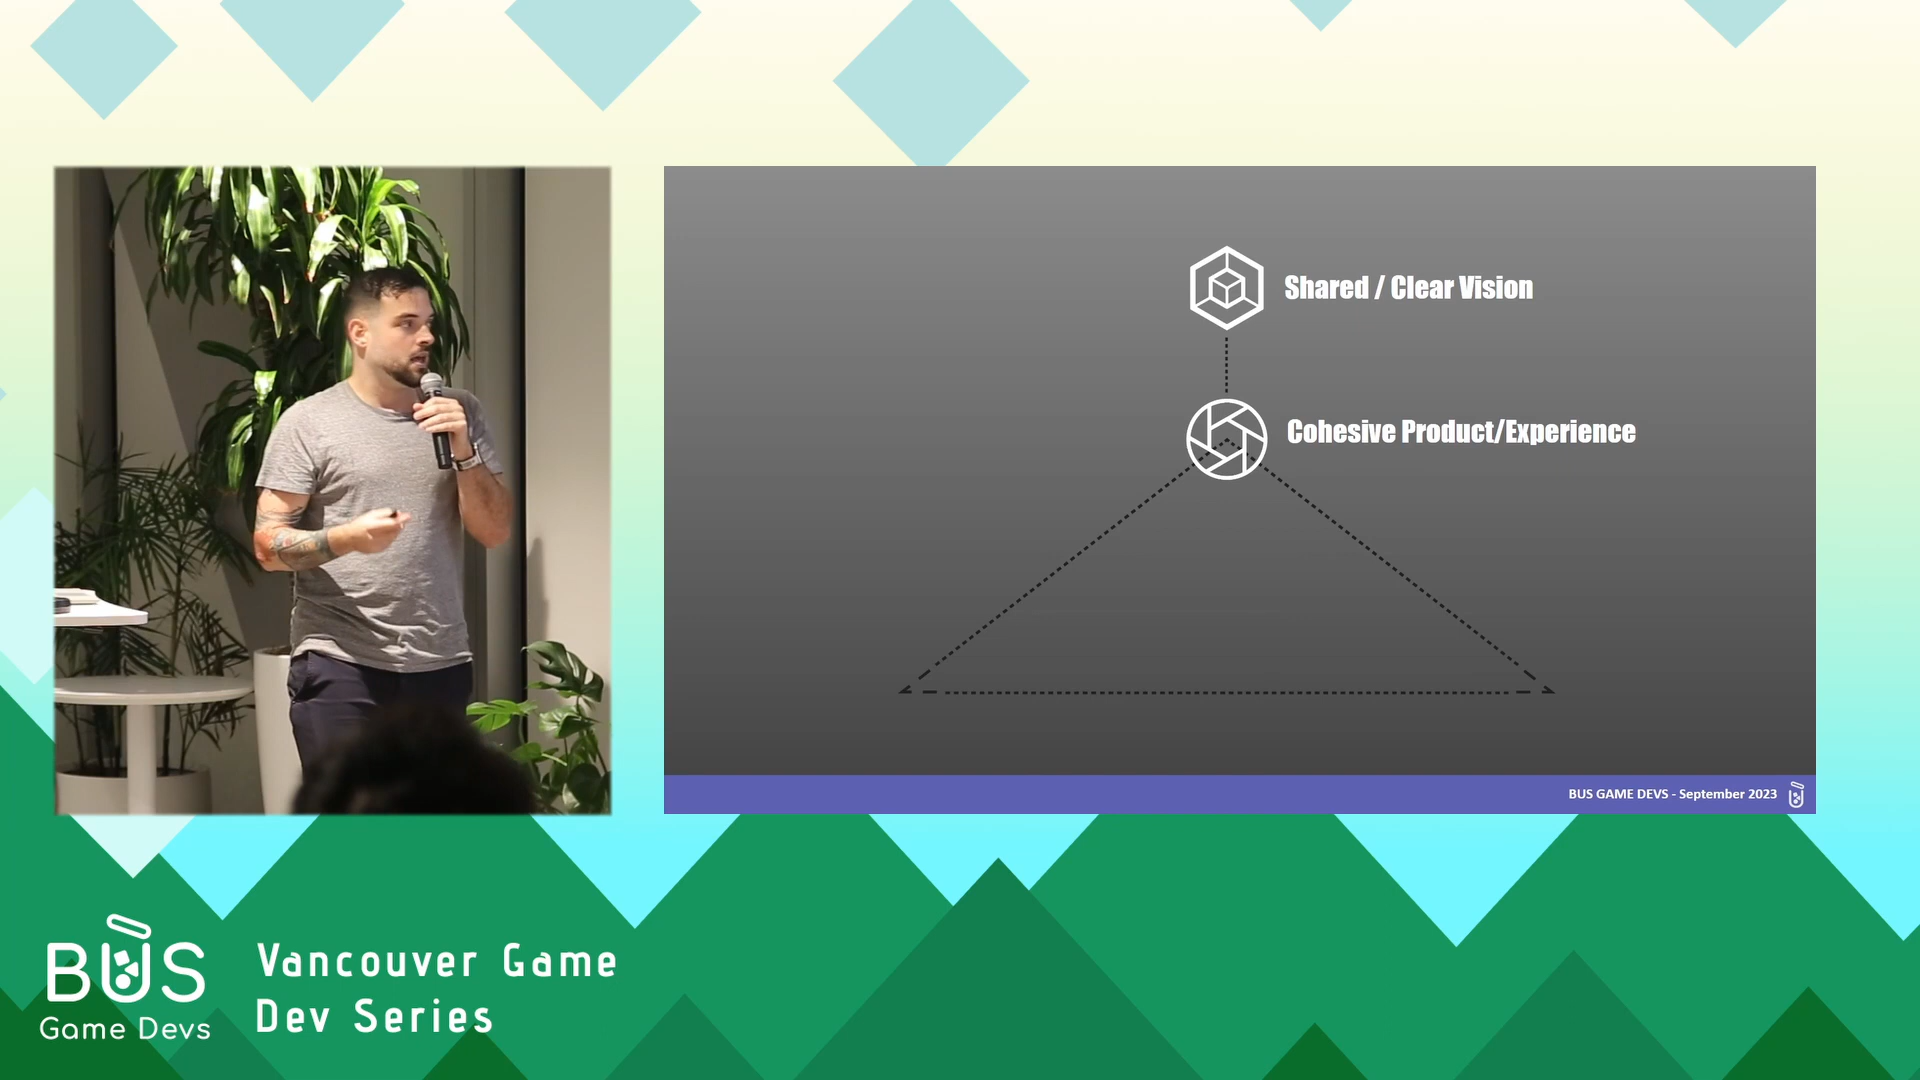 Shared / Clear Vision
Cohesive Product/Experience
BUS GAME DEVS - September 2023
BUS
Game Devs
Vancouver Game
Dev Series